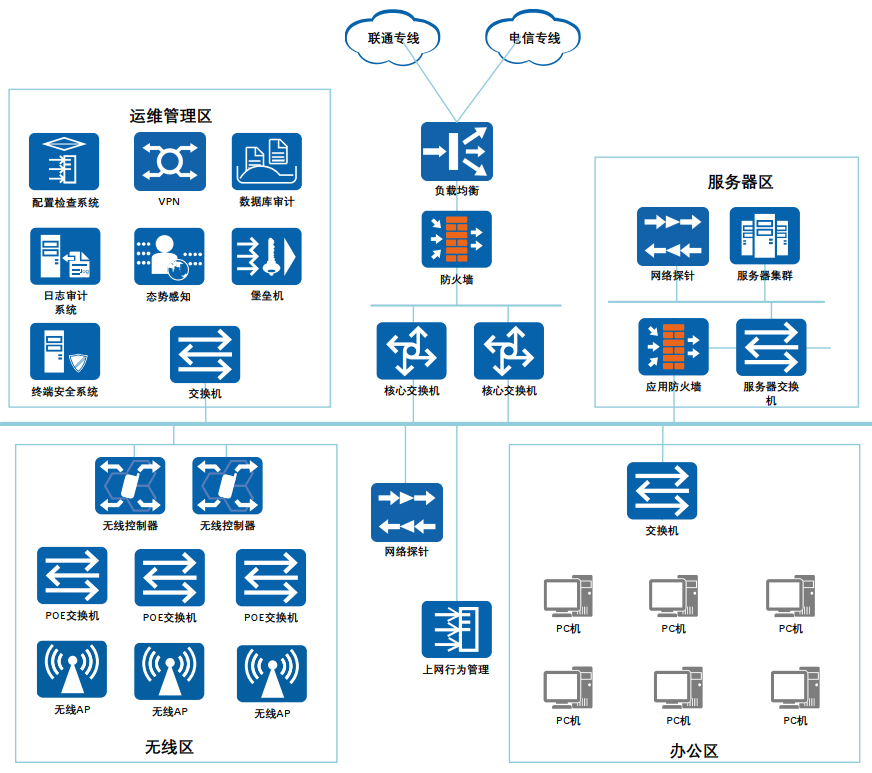 联通专线
电信专线
运维管理区
配置检查系统
VPN
数据库审计
日志审计
系统
态势感知
堡垒机
终端安全系统
交换机
负载均衡
防火墙
核心交换机
核心交换机
服务器区
网络探针
服务器集群
应用防火墙
服务器交换
机
无线控制器
无线控制器
POE交换机
POE交换机
POE交换机
无线AP
无线AP
无线AP
无线区
网络探针
上网行为管理
交换机
PC机
PC机
PC机
PC机
PC机
PC机
办公区